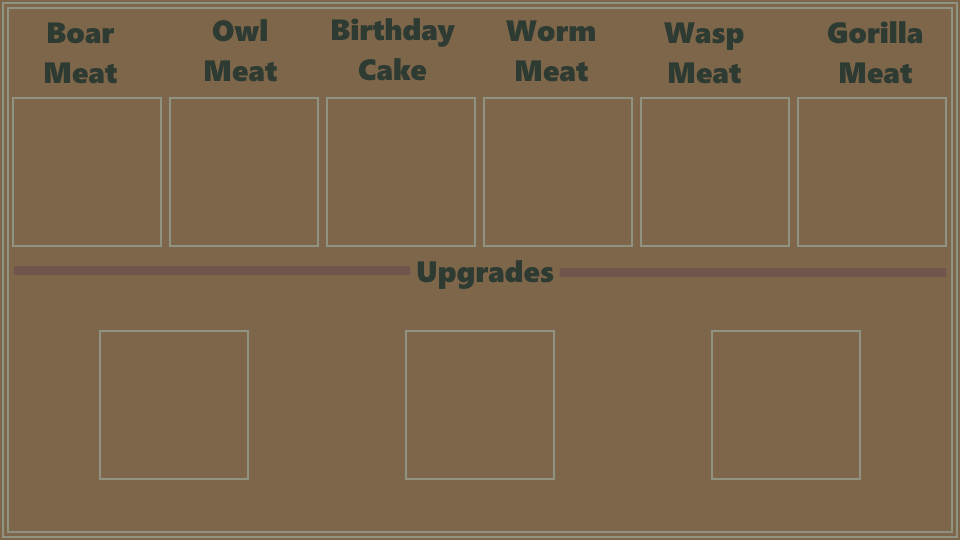 Boar
Meat
Owl
Meat
Birthday
Cake
Worm
Meat
Wasp
Meat
Gorilla
Meat
Upgrades